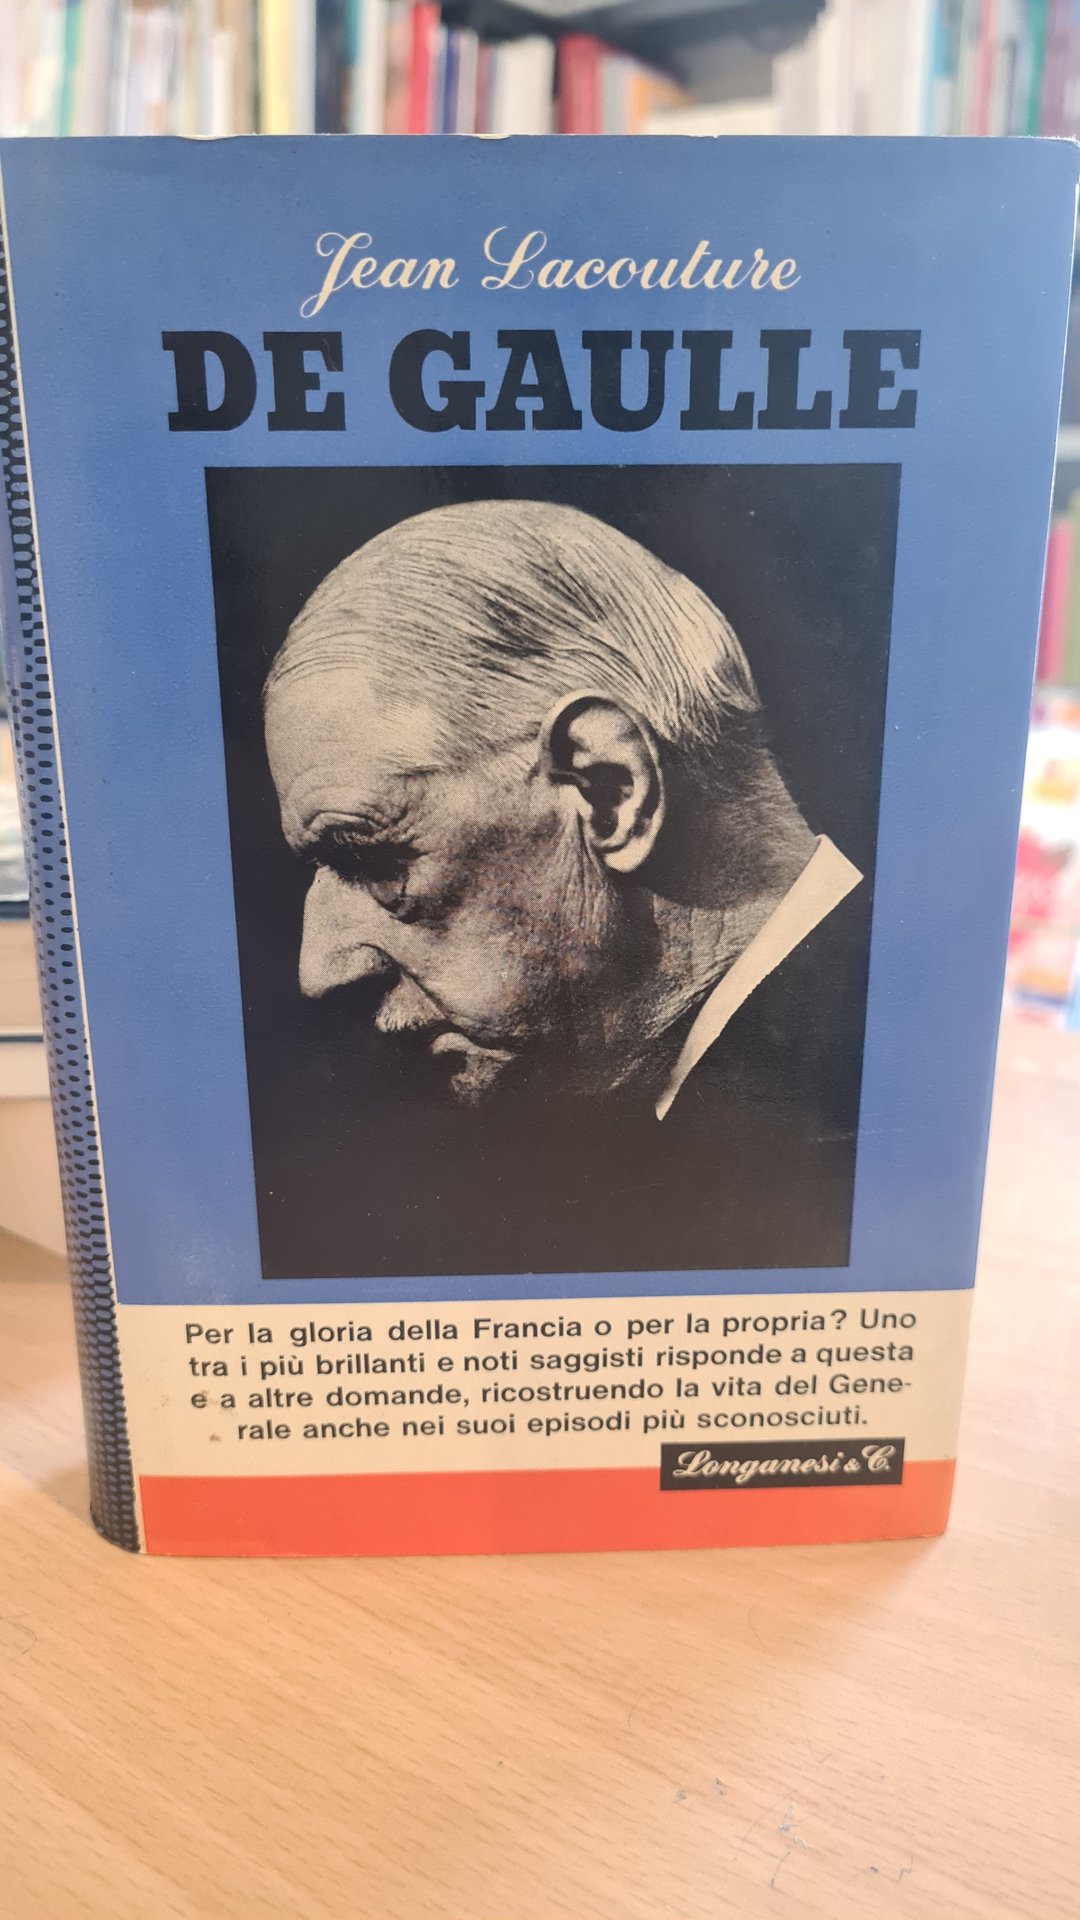 Jean Lacouture
DE GAULLE
Per la gloria della Francia o per la propria? Uno
tra i più brillanti e noti saggisti risponde a questa
e a altre domande, ricostruendo la vita del Gene-
rale anche nei suoi episodi più sconosciuti.
Longanesi & C.